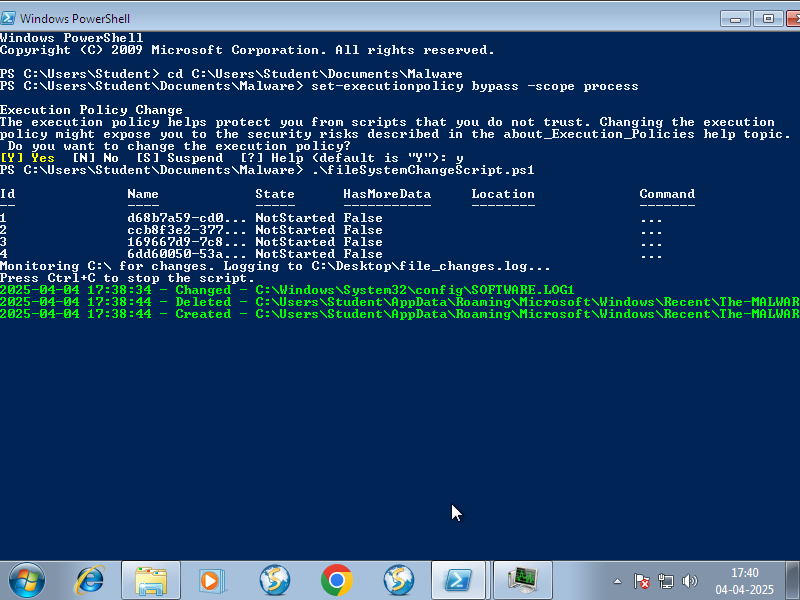 Windows PowerShell
Windows PowerShell
Copyright (C) 2009 Microsoft Corporation. All rights reserved.
PS C:\Users\Student> cd C:\Users\Student\Documents\Malware
PS C:\Users\Student\Documents\Malware> set-executionpolicy bypass -scope process
Execution Policy Change
The execution policy helps protect you from scripts that you do not trust. Changing the execution
policy might expose you to the security risks described in the about_Execution_Policies help topic.
Do you want to change the execution policy?
[Y] Yes  [N] No  [S] Suspend  [?] Help (default is "Y"): y
PS C:\Users\Student\Documents\Malware> .\fileSystemChangeScript.ps1
Id Name State HasMoreData Location Command
-- ---- ----- ----------- -------- -------
1 d68b7a59-cd0... NotStarted False ...
2 ccb8f3e2-377... NotStarted False ...
3 169667d9-7c8... NotStarted False ...
4 6dd60050-53a... NotStarted False ...
Monitoring C:\ for changes. Logging to C:\Desktop\file_changes.log...
Press Ctrl+C to stop the script.
2025-04-04 17:38:34 - Changed - C:\Windows\System32\config\SOFTWARE.LOG1
2025-04-04 17:38:44 - Deleted - C:\Users\Student\AppData\Roaming\Microsoft\Windows\Recent\The-MALWAR
2025-04-04 17:38:44 - Created - C:\Users\Student\AppData\Roaming\Microsoft\Windows\Recent\The-MALWAR
17:40
04-04-2025